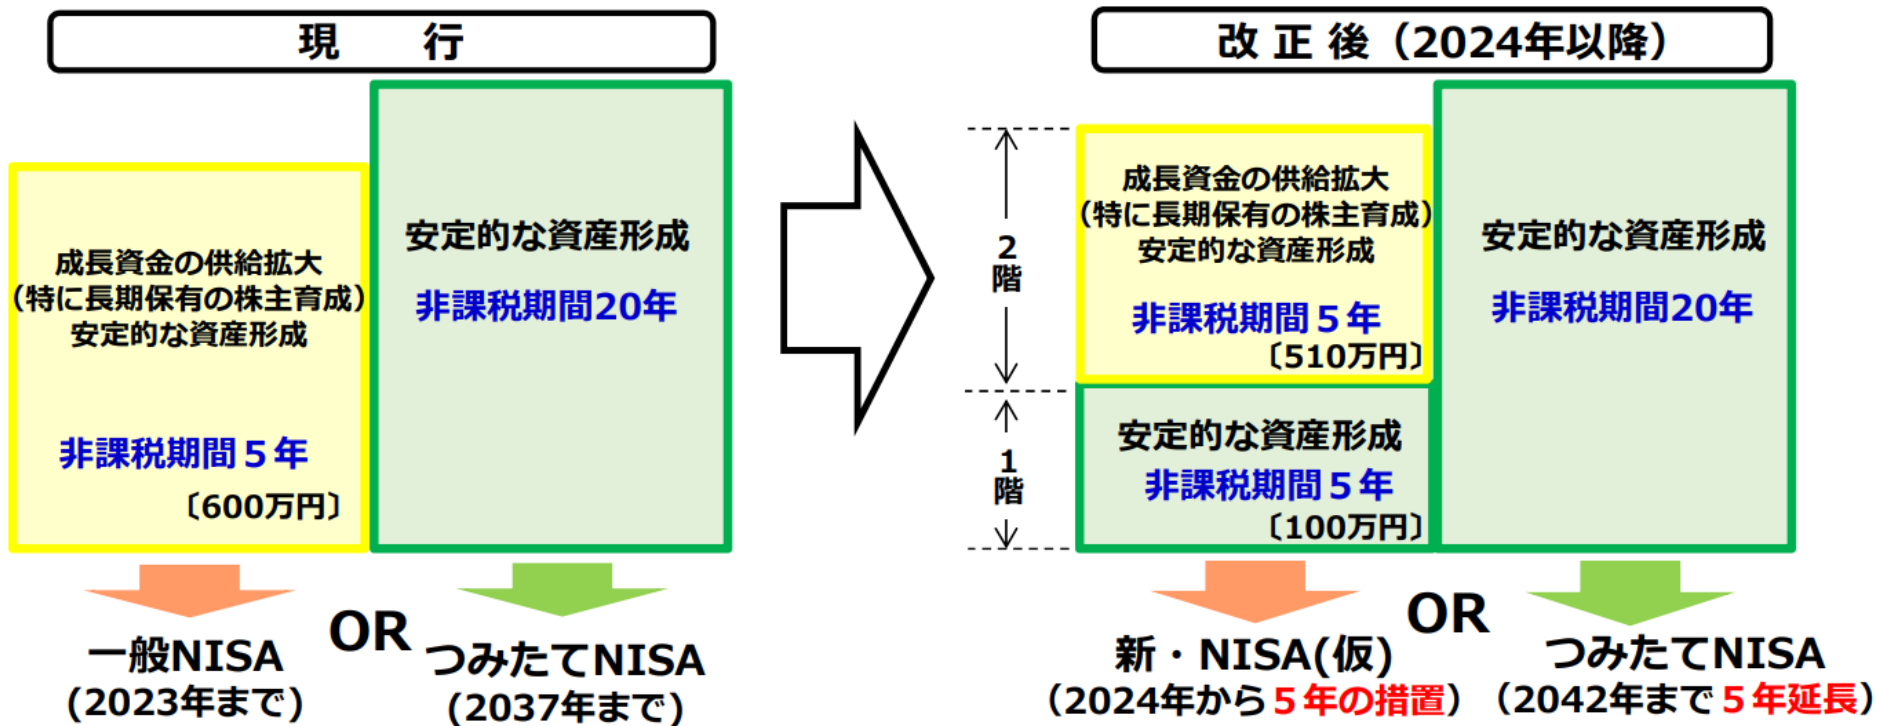 現　　行
成長資金の供給拡大
（特に長期保有の株主育成）
安定的な資産形成
非課税期間５年
〔600万円〕
安定的な資産形成
非課税期間20年
一般NISA
（2023年まで）
OR
つみたてNISA
（2037年まで）
改 正 後（2024年以降）
2階
成長資金の供給拡大
（特に長期保有の株主育成）
安定的な資産形成
非課税期間５年
〔510万円〕
1階
安定的な資産形成
非課税期間５年
〔100万円〕
安定的な資産形成
非課税期間20年
新・NISA(仮)
（2024年から５年の措置）
OR
つみたてNISA
（2042年まで５年延長）